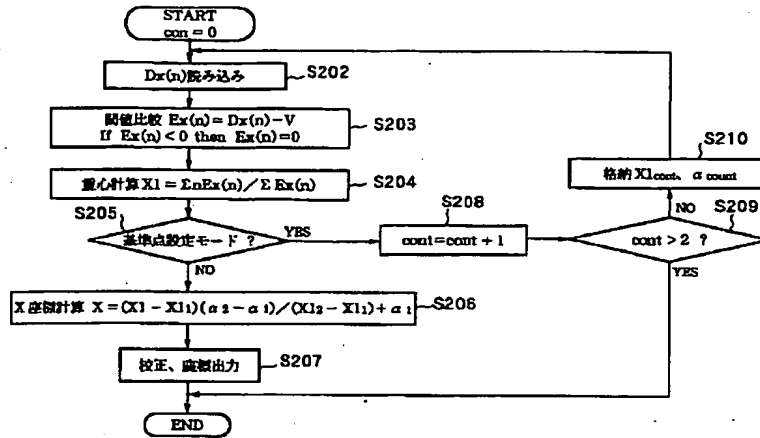 START
con = 0
Dx(n)読み込み
S202
閾値比較 Ex(n) = Dx(n) − V
If Ex(n) < 0 then Ex(n) = 0
S203
重心計算 X1 = ΣnEx(n) / Σ Ex(n)
S204
S205
基準点設定モード ?
YES
NO
S208
cont = cont + 1
S209
cont > 2 ?
NO
YES
S210
格納 X1cont、αcount
X 座標計算 X = (X1 − X11) (α2 − α1) / (X12 − X11) + α1
S206
校正、座標出力
S207
END